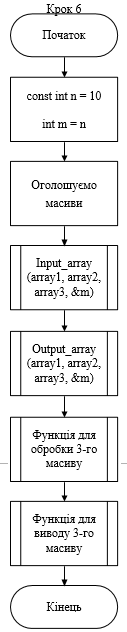 Крок 6
Початок
const int n = 10
int m = n
Оголошуємо
масиви
Input_array
(array1, array2,
array3, &m)
Output_array
(array1, array2,
array3, &m)
Функція для
обробки 3-го
масиву
Функція для
виводу 3-го
масиву
Кінець